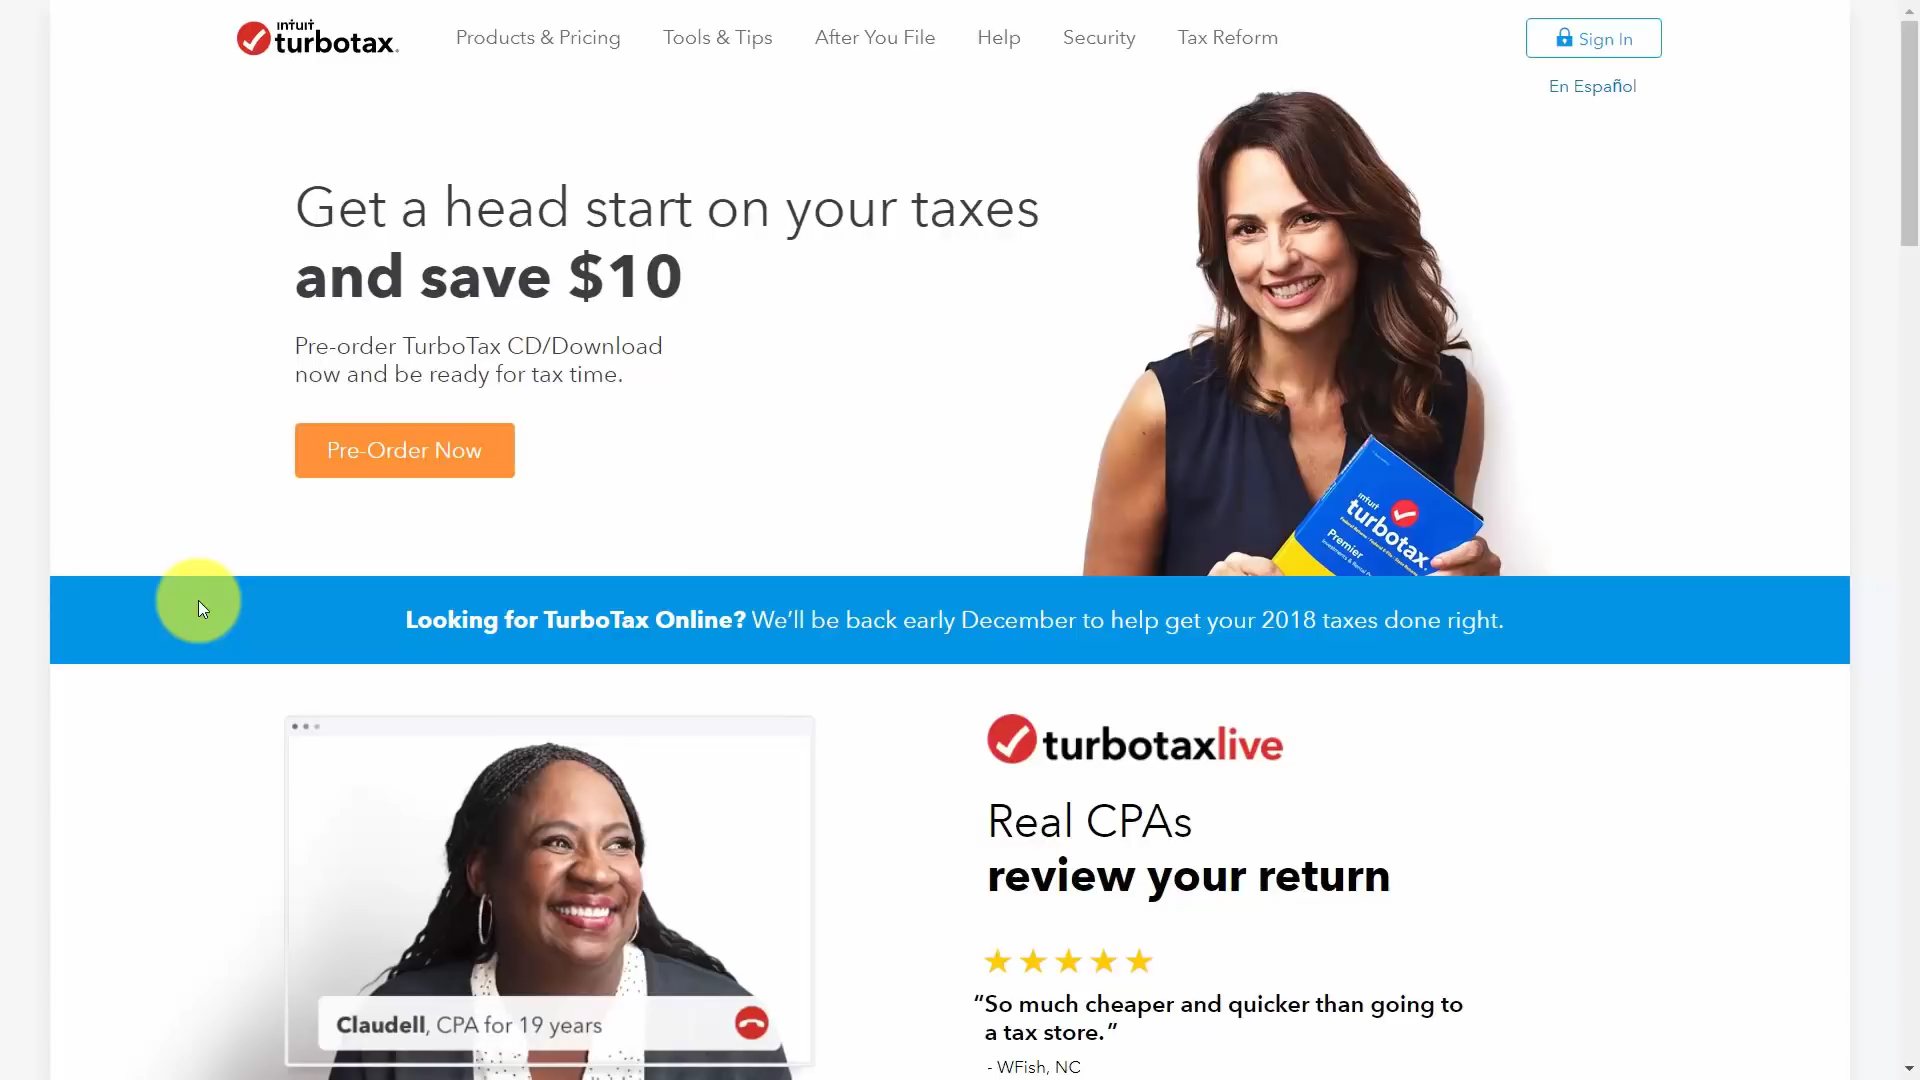 intuit
turbotax.
Products & Pricing
Tools & Tips
After You File
Help
Security
Tax Reform
Sign In
En Español
Get a head start on your taxes
and save $10
Pre-order TurboTax CD/Download
now and be ready for tax time.
Pre-Order Now
intuit
turbotax.
Premier
Looking for TurboTax Online? We’ll be back early December to help get your 2018 taxes done right.
Claudell, CPA for 19 years
turbotaxlive
Real CPAs
review your return
“So much cheaper and quicker than going to
a tax store.”
- WFish, NC